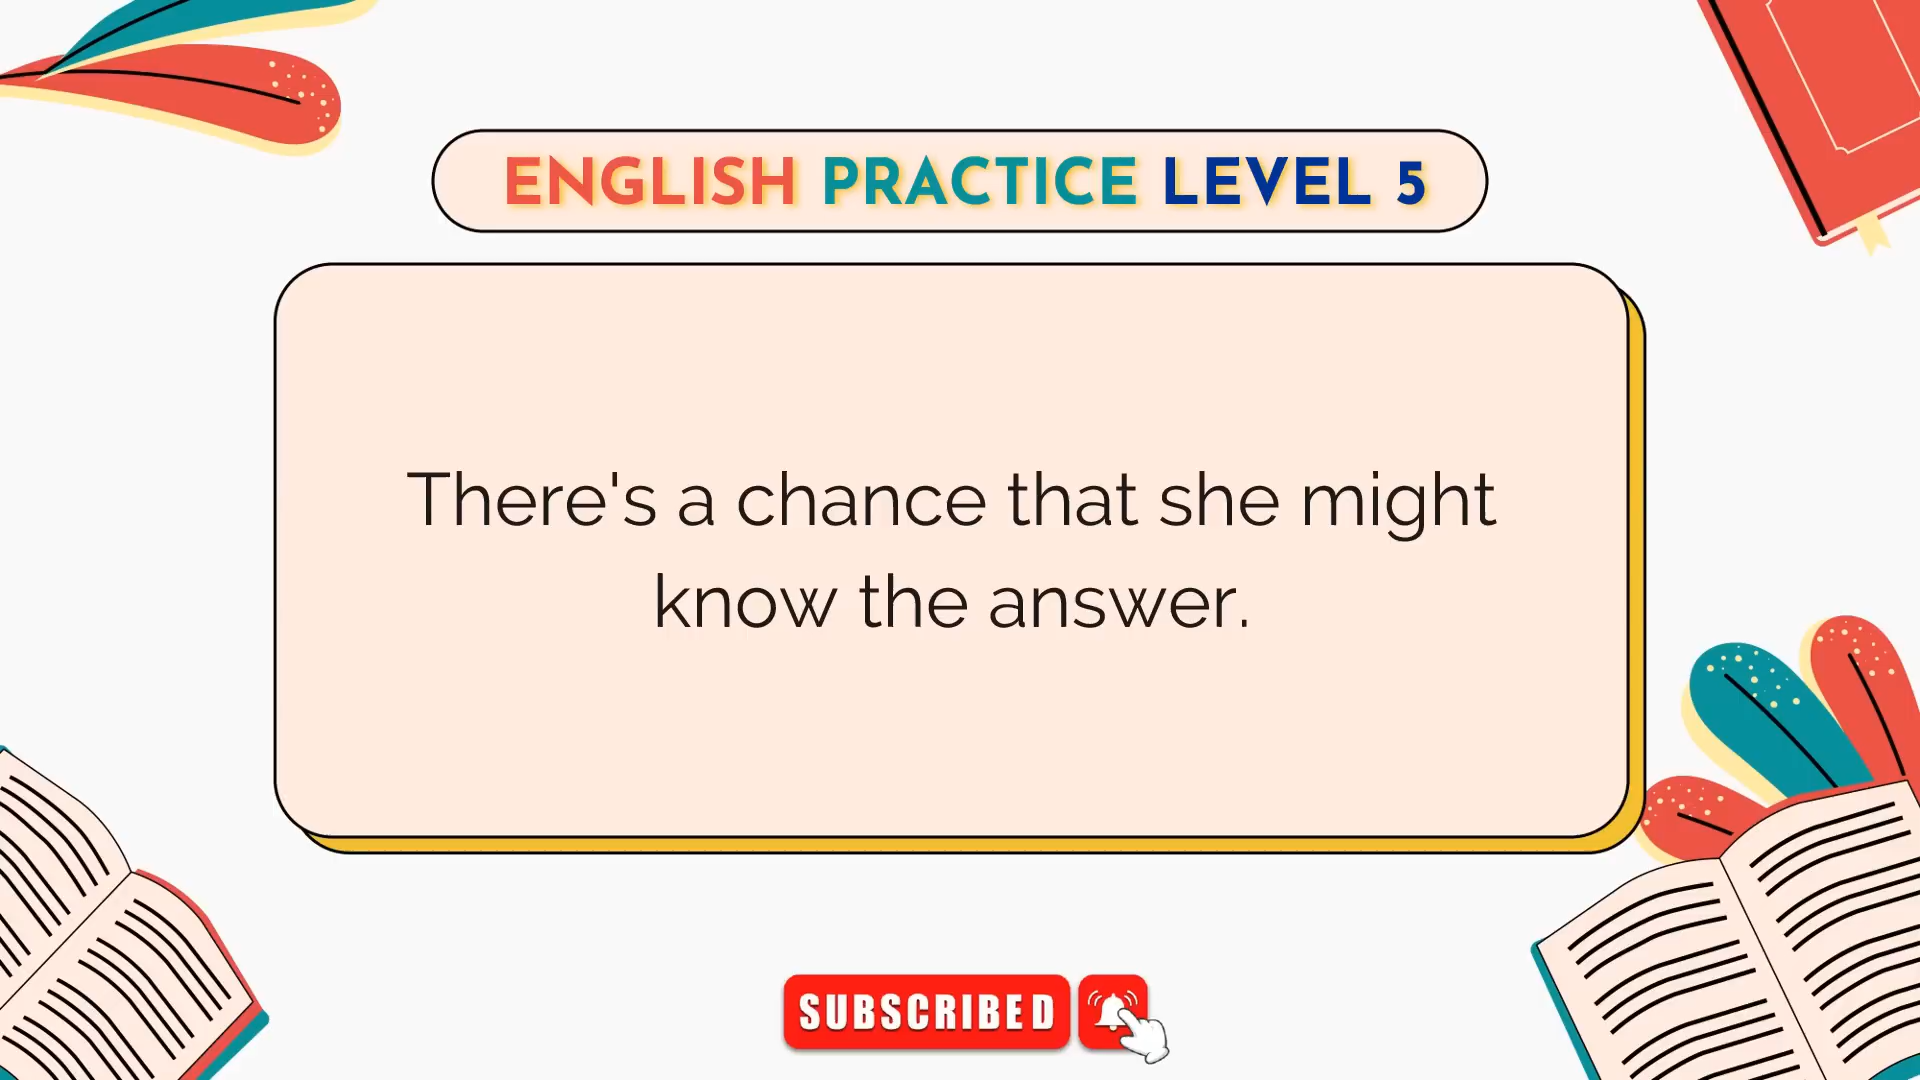 ENGLISH PRACTICE LEVEL 5
There's a chance that she might
know the answer.
SUBSCRIBED